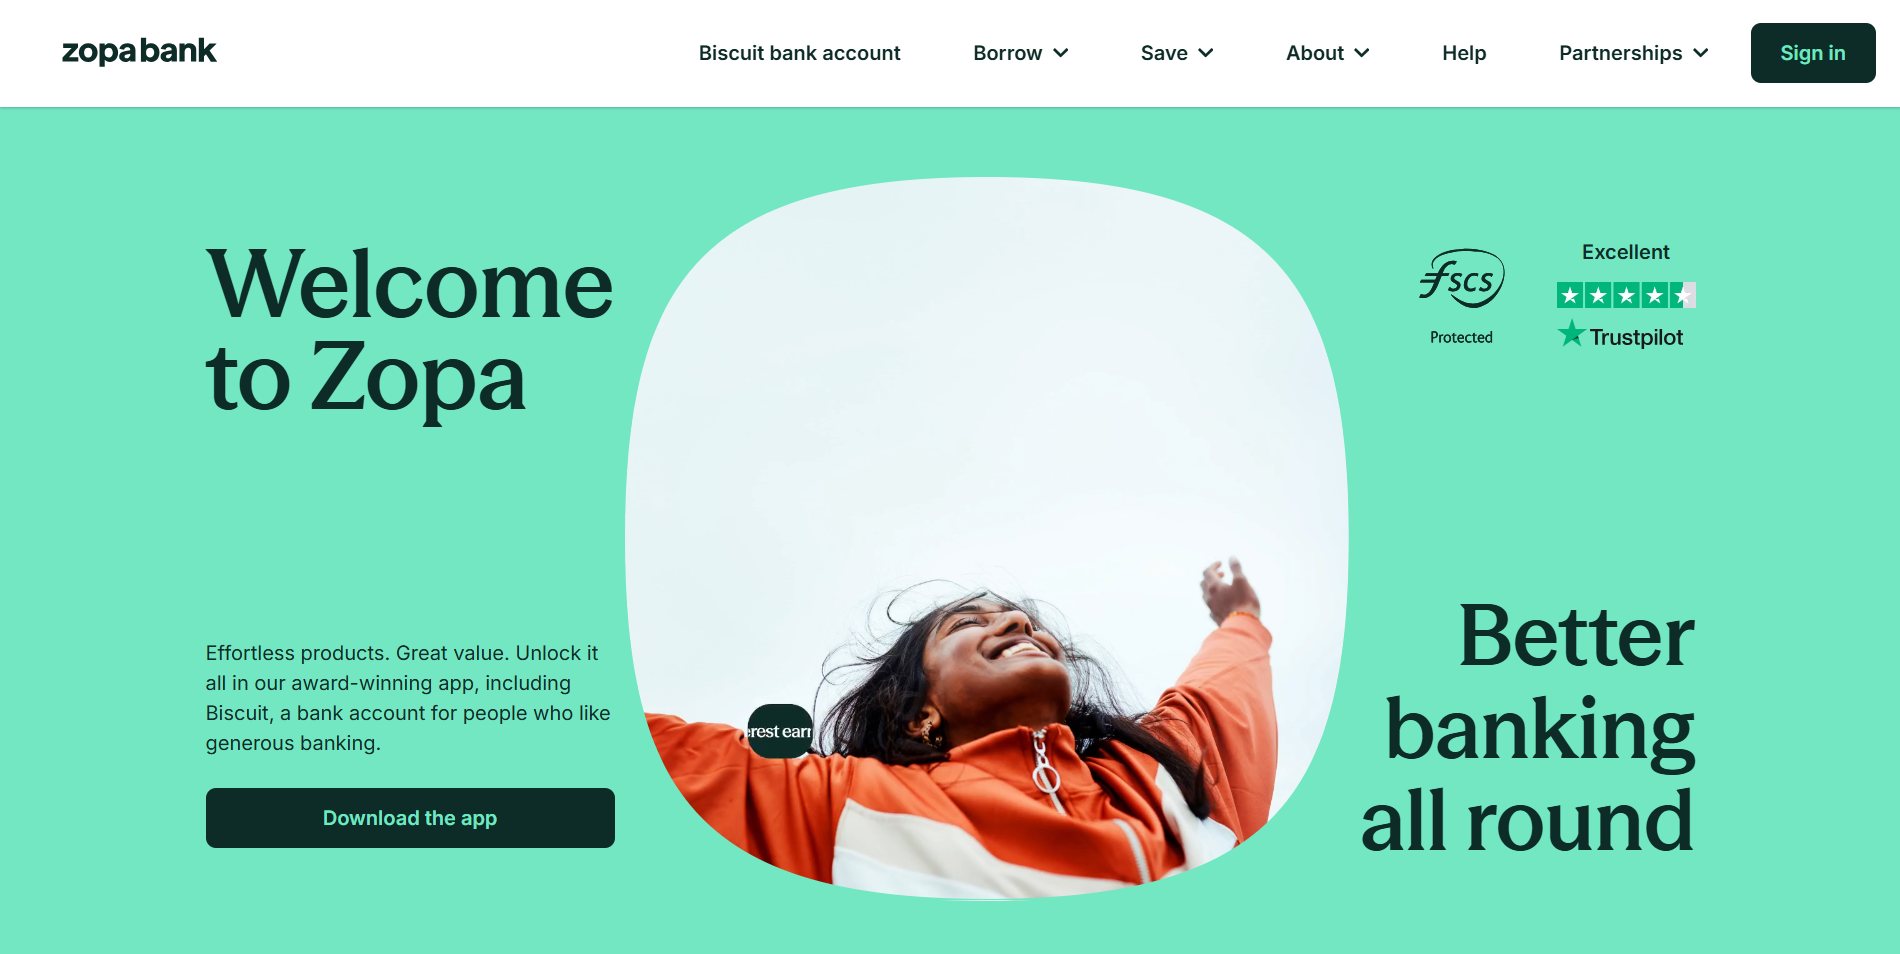 zopa bank
Biscuit bank account
Borrow
Save
About
Help
Partnerships
Sign in
Welcome
to Zopa
fscs
Protected
Excellent
Trustpilot
Effortless products. Great value. Unlock it
all in our award-winning app, including
Biscuit, a bank account for people who like
generous banking.
Download the app
Better
banking
all round